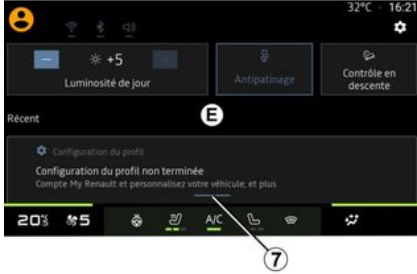 32°C 16:21
+5
Luminosité de jour
Antipatinage
Contrôle en
descente
E
Récent
Configuration du profil
Configuration du profil non terminée
Compte My Renault et personnalisez votre véhicule, et plus
20.5 5 A/C
7